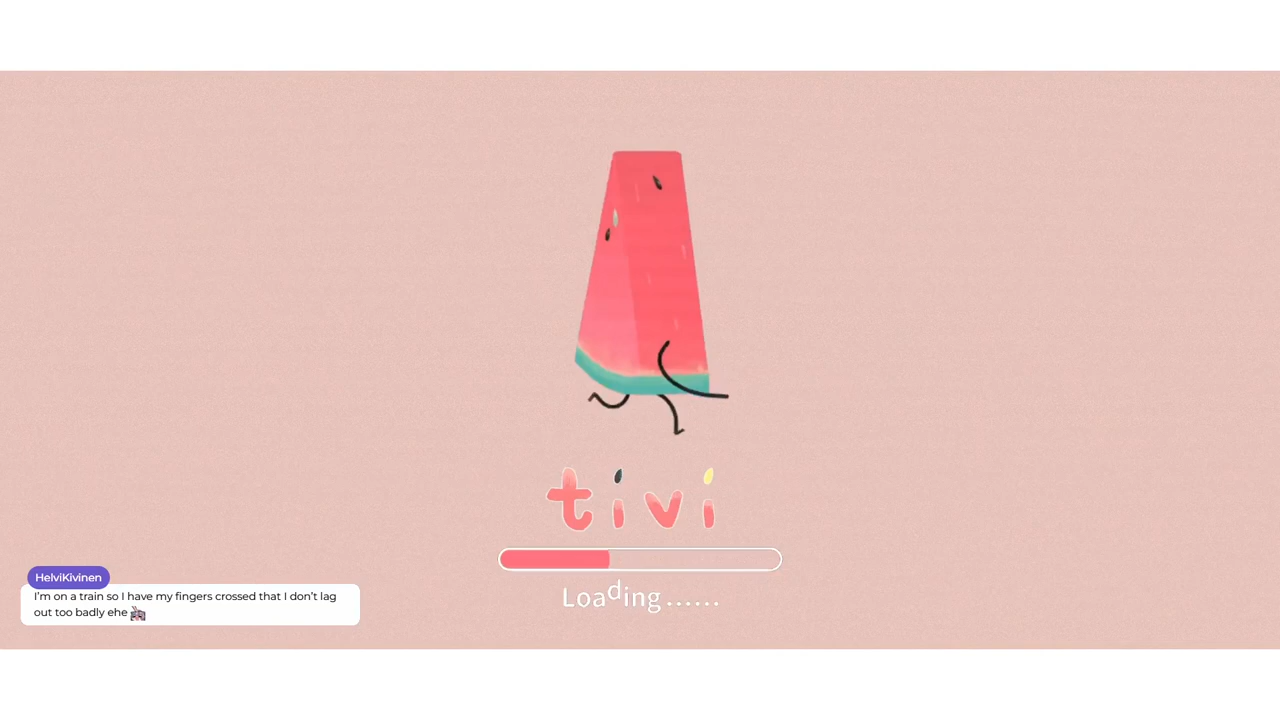 tivi
Loading......
HelviKivinen
I'm on a train so I have my fingers crossed that I don't lag
out too badly ehe